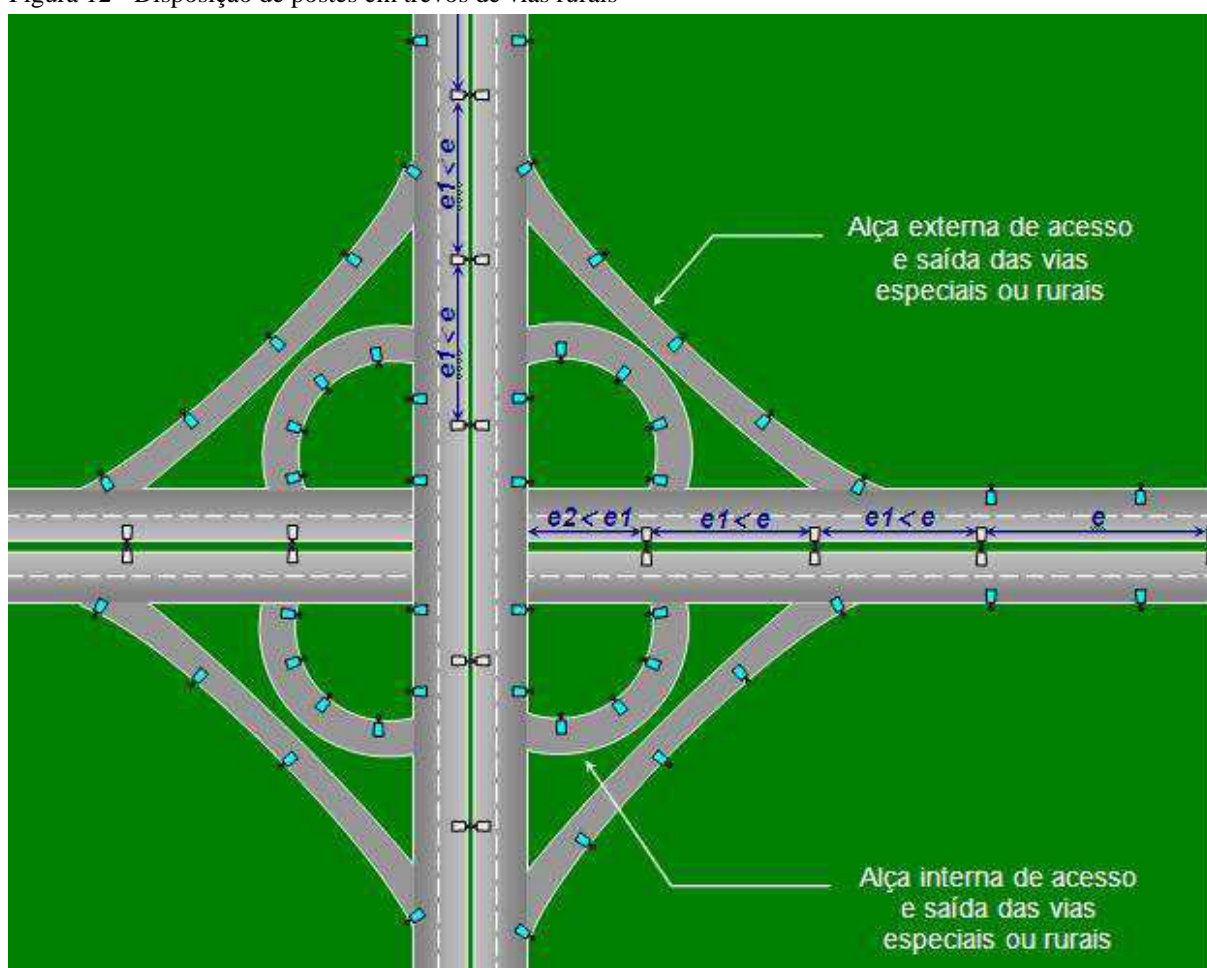 Figura 12 - Disposição de postes em trevos de vias rurais
e1<e
e1<e
Alça externa de acesso
e saída das vias
especiais ou rurais
e2<e1
e1<e
e1<e
e
Alça interna de acesso
e saída das vias
especiais ou rurais